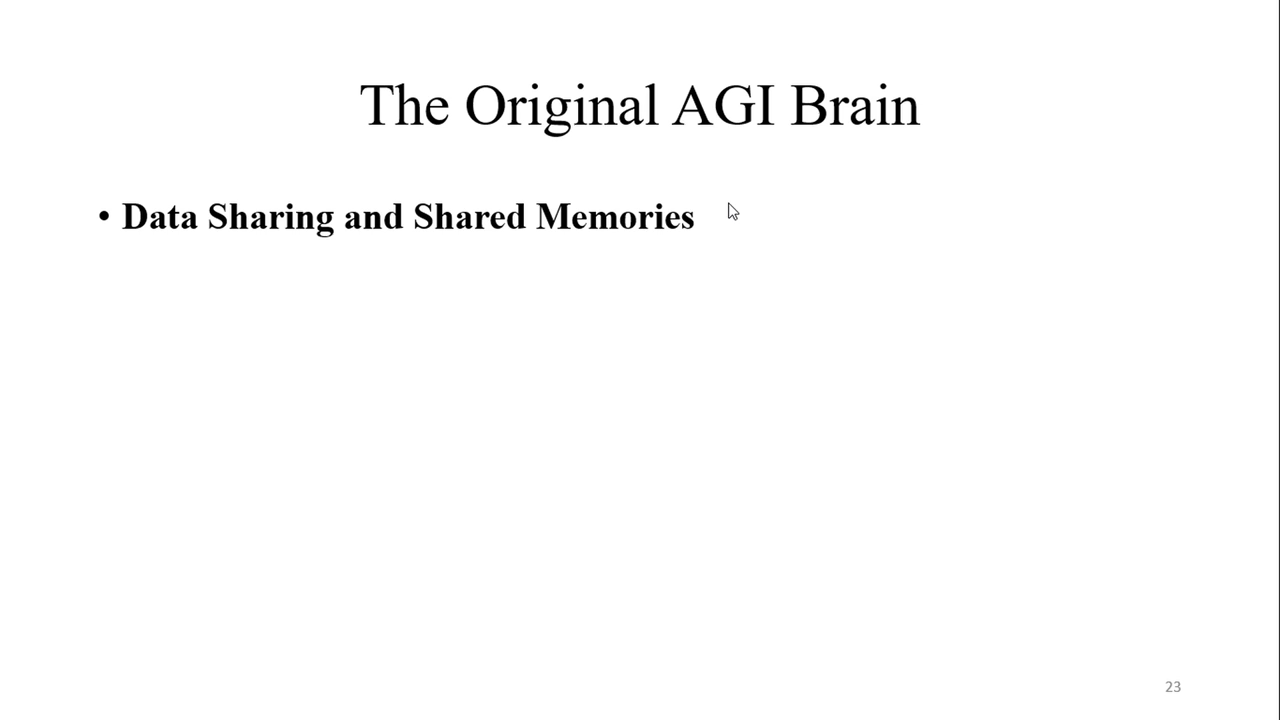 The Original AGI Brain
• Data Sharing and Shared Memories
23